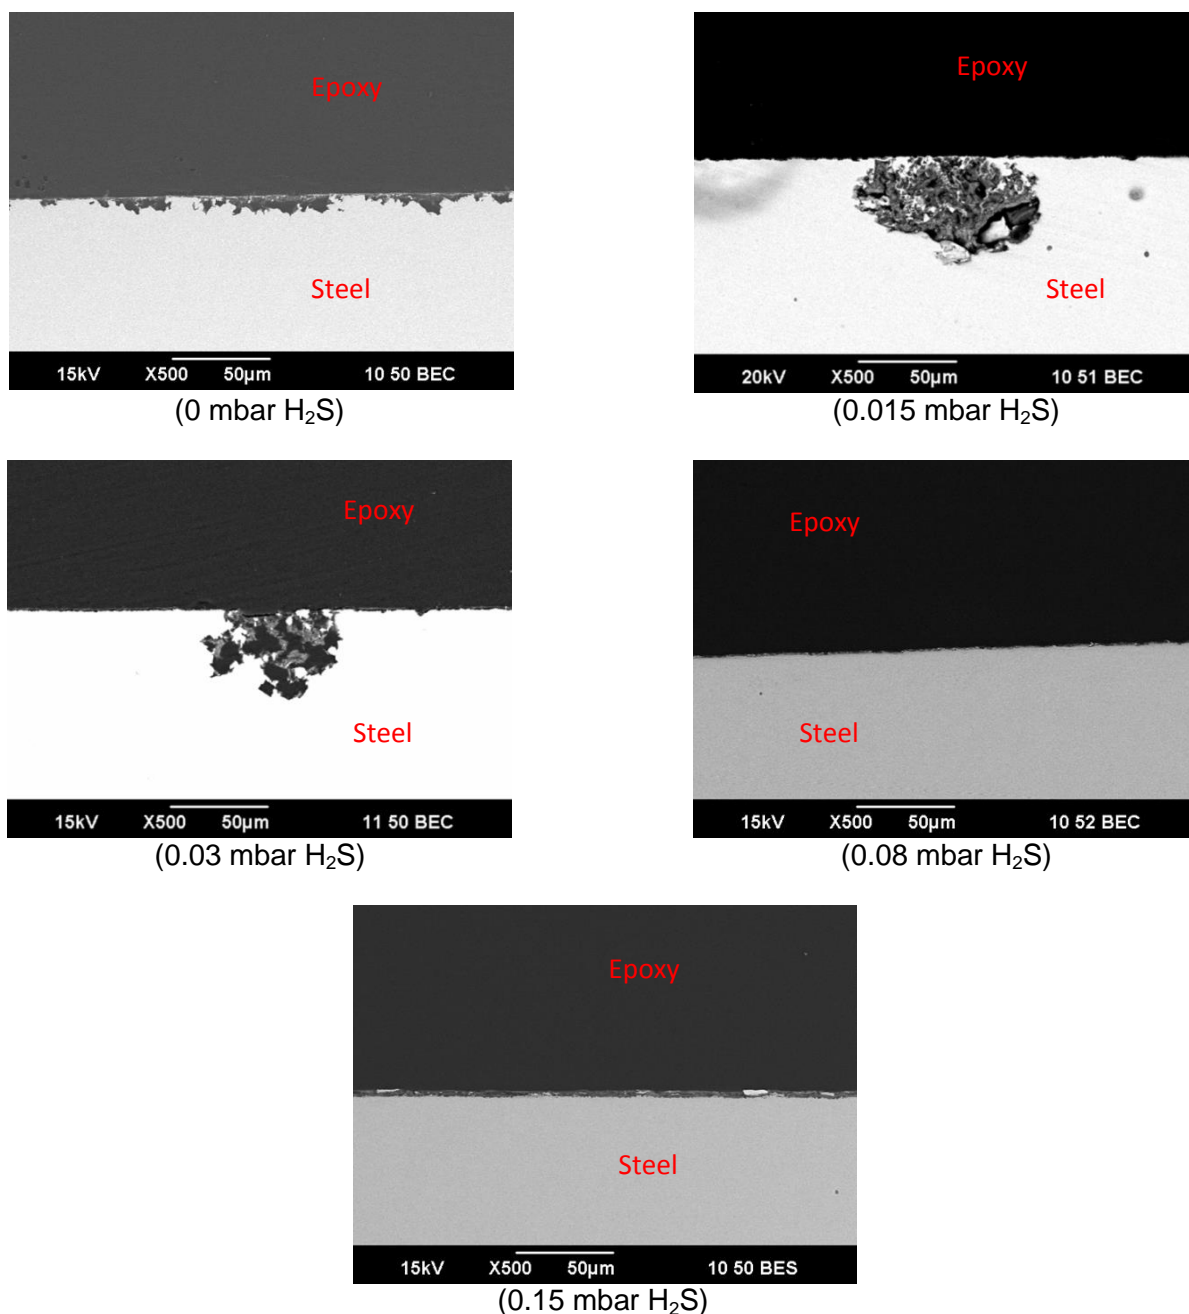 Epoxy
Steel
15kV X500 50µm 10 50 BEC
(0 mbar H₂S)
Epoxy
Steel
20kV X500 50µm 10 51 BEC
(0.015 mbar H₂S)
Epoxy
Steel
15kV X500 50µm 11 50 BEC
(0.03 mbar H₂S)
Epoxy
Steel
15kV X500 50µm 10 52 BEC
(0.08 mbar H₂S)
Epoxy
Steel
15kV X500 50µm 10 50 BES
(0.15 mbar H₂S)